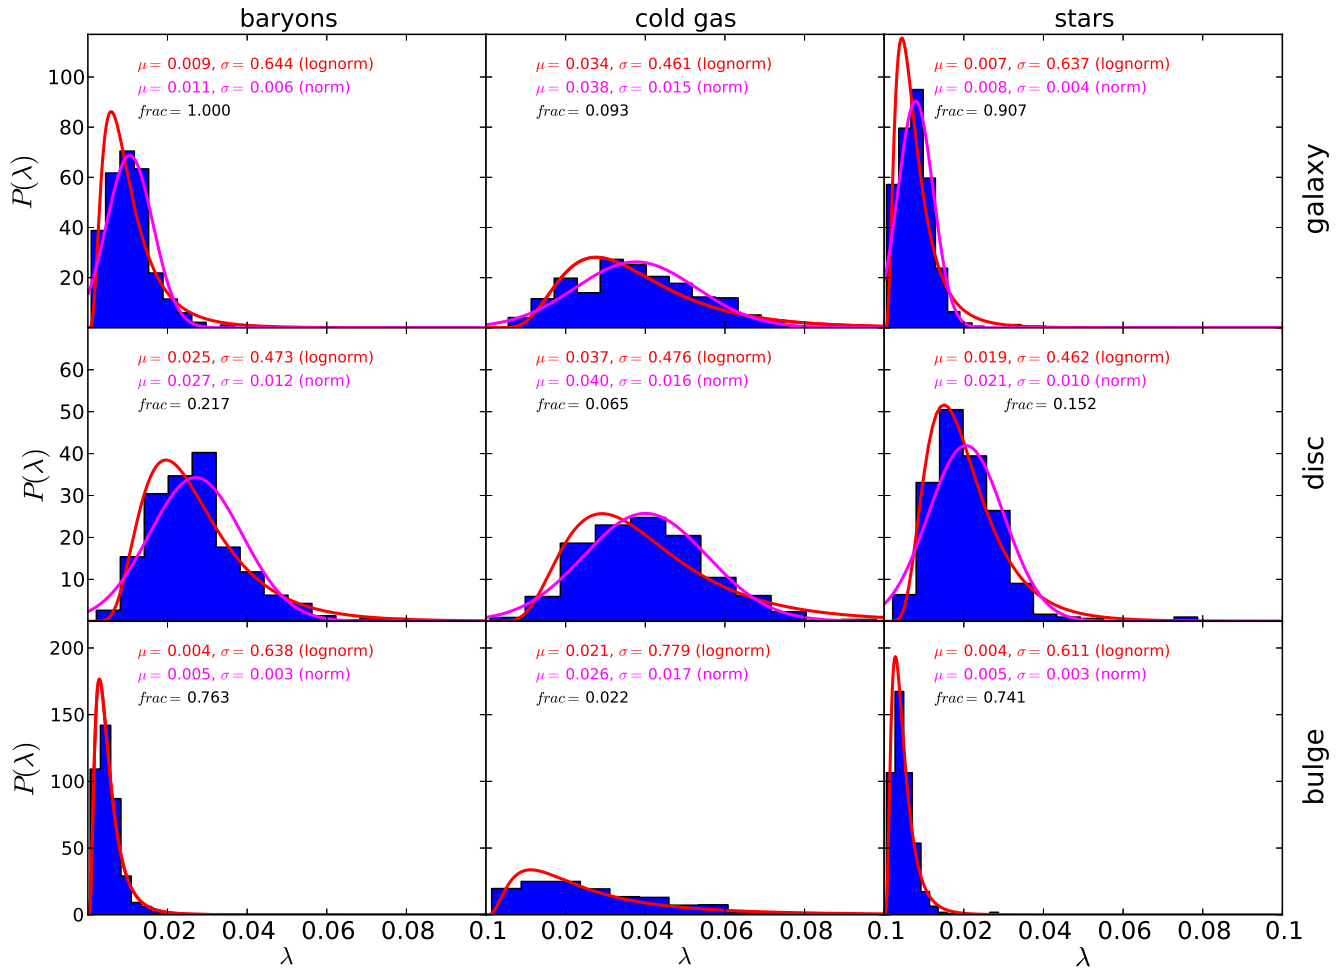 baryons cold gas stars
μ = 0.009, σ = 0.644 (lognorm)
μ = 0.011, σ = 0.006 (norm)
frac = 1.000
μ = 0.034, σ = 0.461 (lognorm)
μ = 0.038, σ = 0.015 (norm)
frac = 0.093
μ = 0.007, σ = 0.637 (lognorm)
μ = 0.008, σ = 0.004 (norm)
frac = 0.907
100
80
60
40
20
P(λ)
galaxy
μ = 0.025, σ = 0.473 (lognorm)
μ = 0.027, σ = 0.012 (norm)
frac = 0.217
μ = 0.037, σ = 0.476 (lognorm)
μ = 0.040, σ = 0.016 (norm)
frac = 0.065
μ = 0.019, σ = 0.462 (lognorm)
μ = 0.021, σ = 0.010 (norm)
frac = 0.152
60
50
40
30
20
10
P(λ)
disc
μ = 0.004, σ = 0.638 (lognorm)
μ = 0.005, σ = 0.003 (norm)
frac = 0.763
μ = 0.021, σ = 0.779 (lognorm)
μ = 0.026, σ = 0.017 (norm)
frac = 0.022
μ = 0.004, σ = 0.611 (lognorm)
μ = 0.005, σ = 0.003 (norm)
frac = 0.741
200
150
100
50
0
P(λ)
bulge
0.02 0.04 0.06 0.08 0.1 0.02 0.04 0.06 0.08 0.1 0.02 0.04 0.06 0.08 0.1
λ λ λ